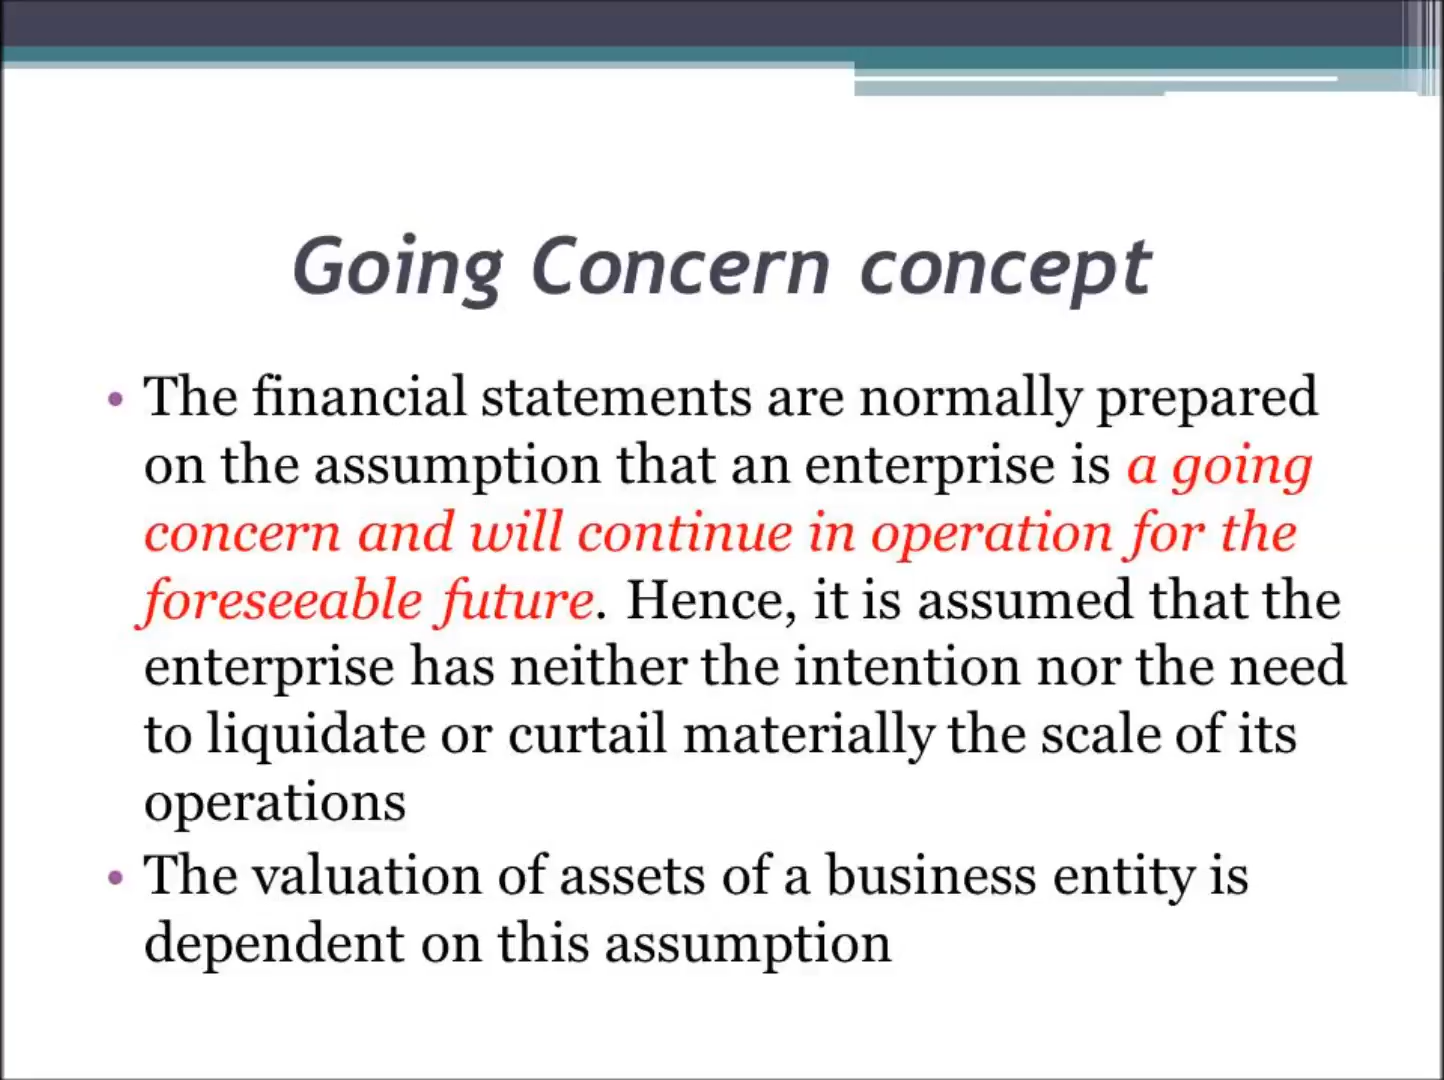 Going Concern concept
• The financial statements are normally prepared
on the assumption that an enterprise is a going
concern and will continue in operation for the
foreseeable future. Hence, it is assumed that the
enterprise has neither the intention nor the need
to liquidate or curtail materially the scale of its
operations
• The valuation of assets of a business entity is
dependent on this assumption